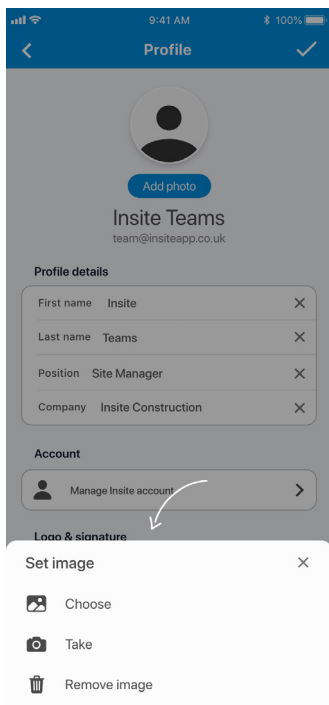 9:41 AM 100%
Profile
Add photo
Insite Teams
team@insiteapp.co.uk
Profile details
First name Insite
Last name Teams
Position Site Manager
Company Insite Construction
Account
Manage Insite account
Logo & signature
Set image
Choose
Take
Remove image